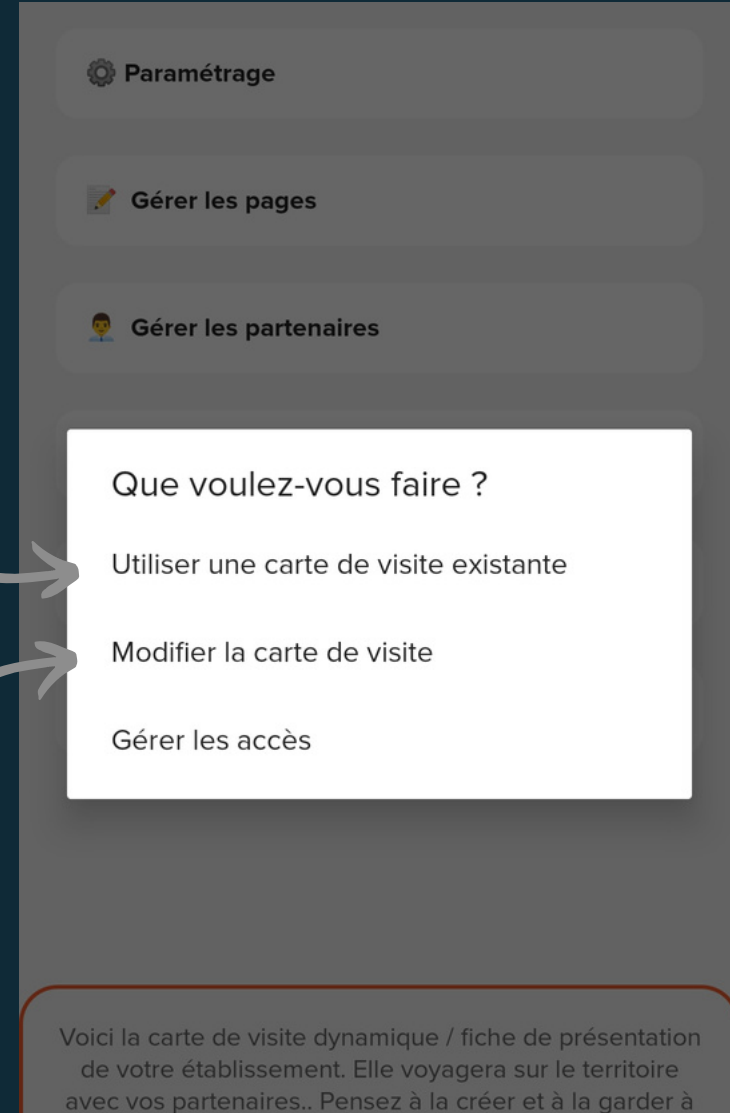 Paramétrage
Gérer les pages
Gérer les partenaires
Que voulez-vous faire ?
Utiliser une carte de visite existante
Modifier la carte de visite
Gérer les accès
Voici la carte de visite dynamique / fiche de présentation
de votre établissement. Elle voyagera sur le territoire
avec vos partenaires.. Pensez à la créer et à la garder à